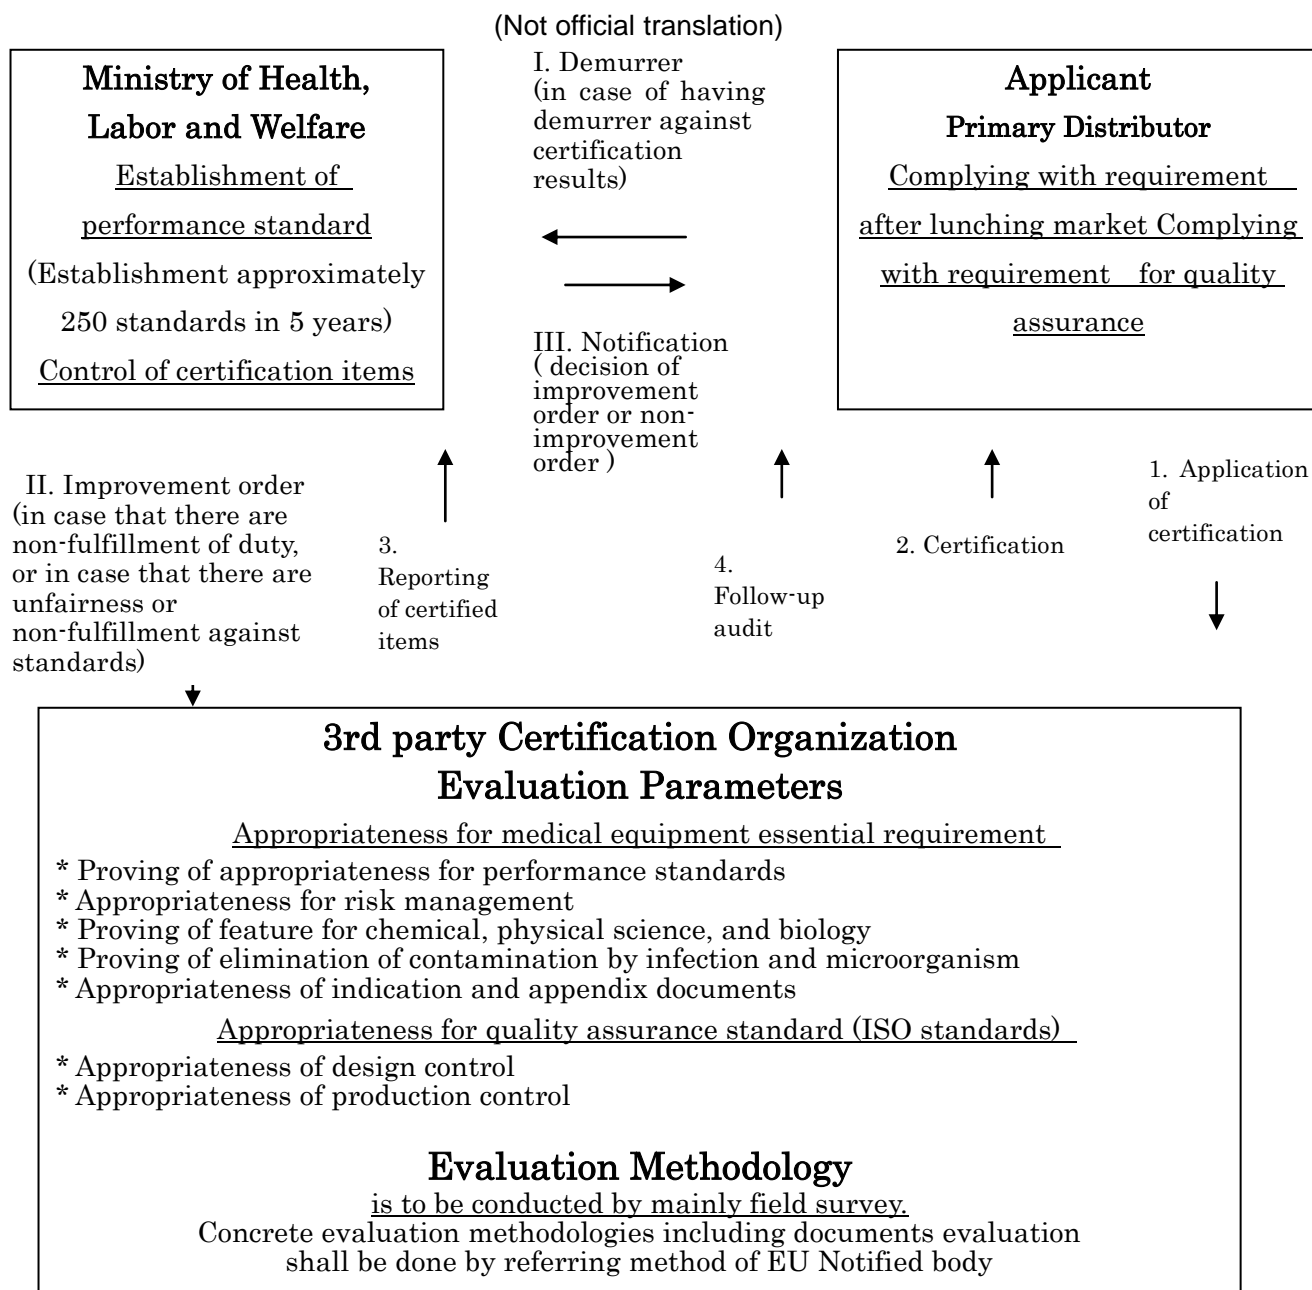 (Not official translation)
Ministry of Health,
Labor and Welfare
Establishment of
performance standard
(Establishment approximately
250 standards in 5 years)
Control of certification items
I. Demurrer
(in case of having
demurrer against
certification
results)
III. Notification
( decision of
improvement
order or non-
improvement
order )
Applicant
Primary Distributor
Complying with requirement
after lunching market Complying
with requirement for quality
assurance
II. Improvement order
(in case that there are
non-fulfillment of duty,
or in case that there are
unfairness or
non-fulfillment against
standards)
3.
Reporting
of certified
items
4.
Follow-up
audit
2. Certification
1. Application
of
certification
3rd party Certification Organization
Evaluation Parameters
Appropriateness for medical equipment essential requirement
* Proving of appropriateness for performance standards
* Appropriateness for risk management
* Proving of feature for chemical, physical science, and biology
* Proving of elimination of contamination by infection and microorganism
* Appropriateness of indication and appendix documents
Appropriateness for quality assurance standard (ISO standards)
* Appropriateness of design control
* Appropriateness of production control
Evaluation Methodology
is to be conducted by mainly field survey.
Concrete evaluation methodologies including documents evaluation
shall be done by referring method of EU Notified body